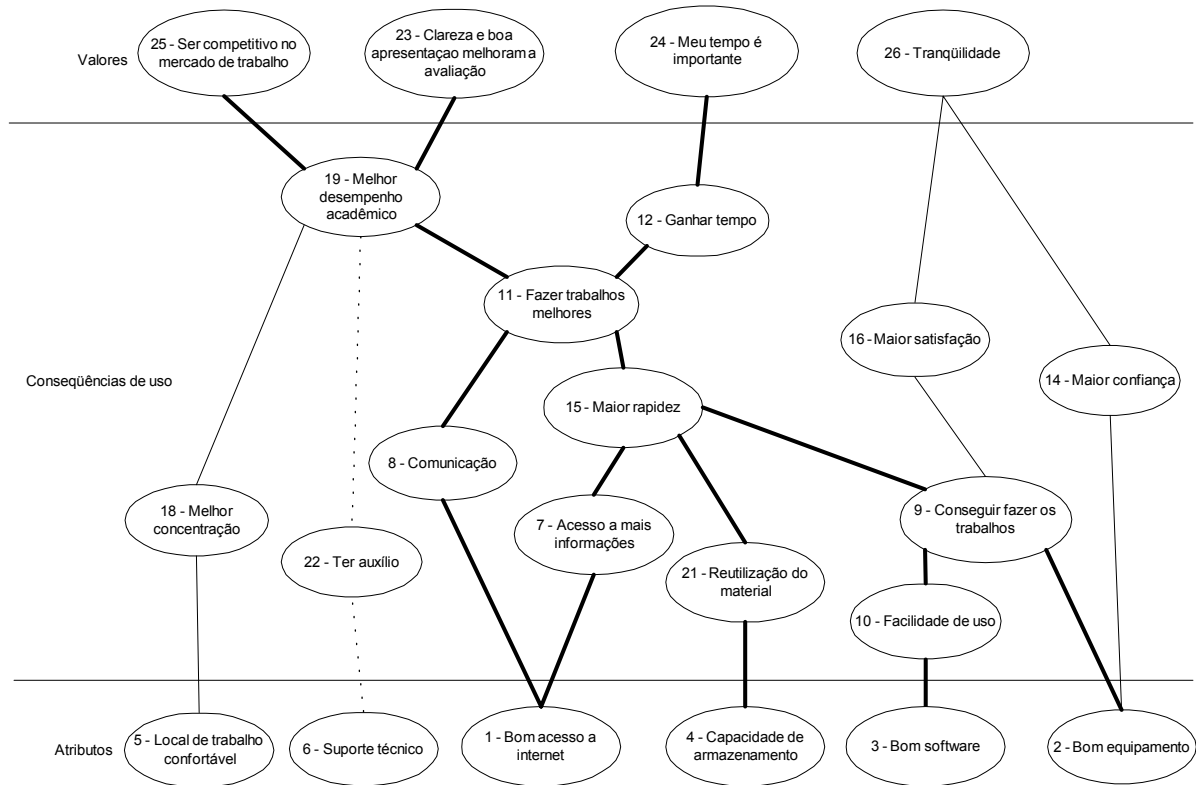 25 - Ser competitivo no
mercado de trabalho
23 - Clareza e boa
apresentaçao melhoram a
avaliação
24 - Meu tempo é
importante
26 - Tranqüilidade
Valores
19 - Melhor
desempenho
acadêmico
12 - Ganhar tempo
11 - Fazer trabalhos
melhores
16 - Maior satisfação
14 - Maior confiança
Conseqüências de uso
15 - Maior rapidez
8 - Comunicação
18 - Melhor
concentração
7 - Acesso a mais
informações
9 - Conseguir fazer os
trabalhos
22 - Ter auxílio
21 - Reutilização do
material
10 - Facilidade de uso
Atributos
5 - Local de trabalho
confortável
6 - Suporte técnico
1 - Bom acesso a
internet
4 - Capacidade de
armazenamento
3 - Bom software
2 - Bom equipamento